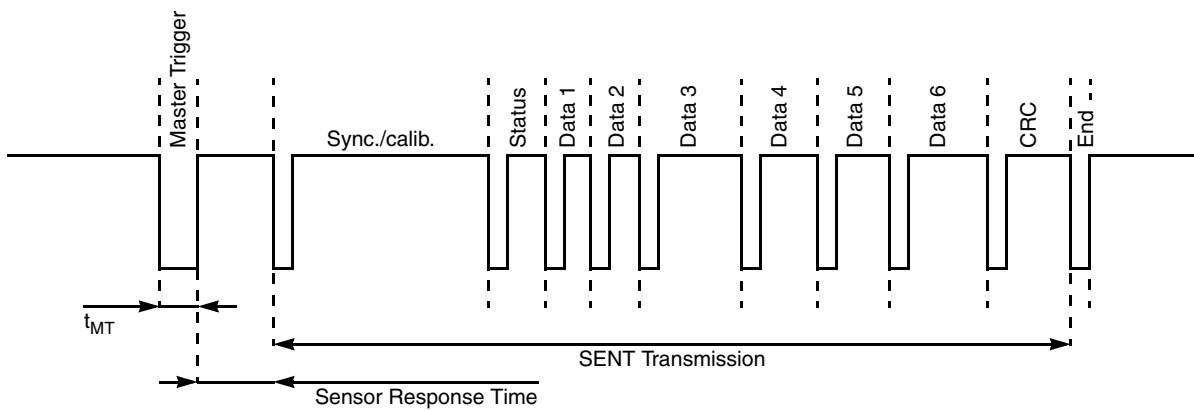 Master Trigger
Sync./calib.
Status
Data 1
Data 2
Data 3
Data 4
Data 5
Data 6
CRC
End
tMT
SENT Transmission
Sensor Response Time